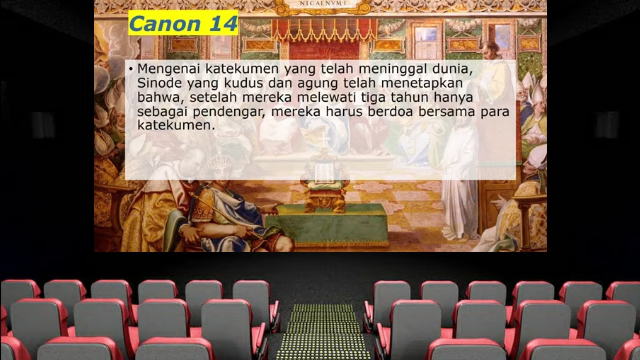 NICAENVM I
Canon 14
• Mengenai katekumen yang telah meninggal dunia,
Sinode yang kudus dan agung telah menetapkan
bahwa, setelah mereka melewati tiga tahun hanya
sebagai pendengar, mereka harus berdoa bersama para
katekumen.